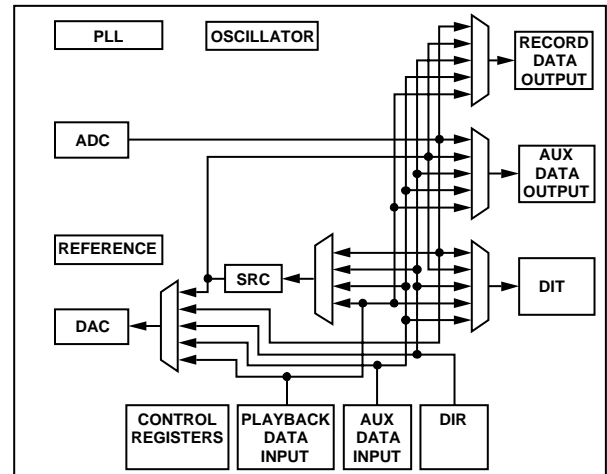 PLL
OSCILLATOR
RECORD
DATA
OUTPUT
ADC
AUX
DATA
OUTPUT
REFERENCE
SRC
DIT
DAC
CONTROL
REGISTERS
PLAYBACK
DATA
INPUT
AUX
DATA
INPUT
DIR